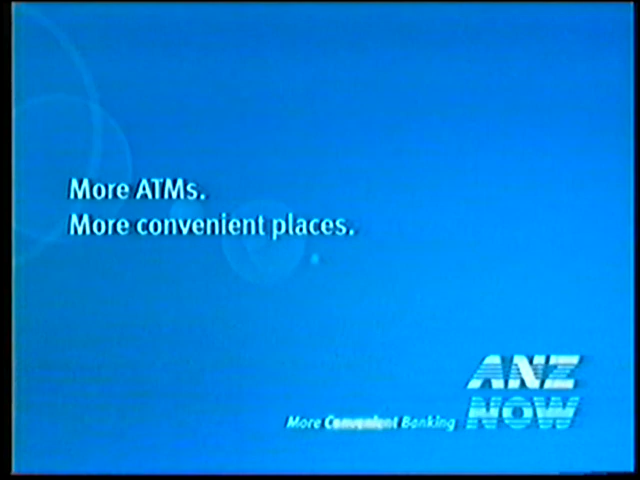 More ATMs.
More convenient places.
ANZ
More Convenient Banking NOW